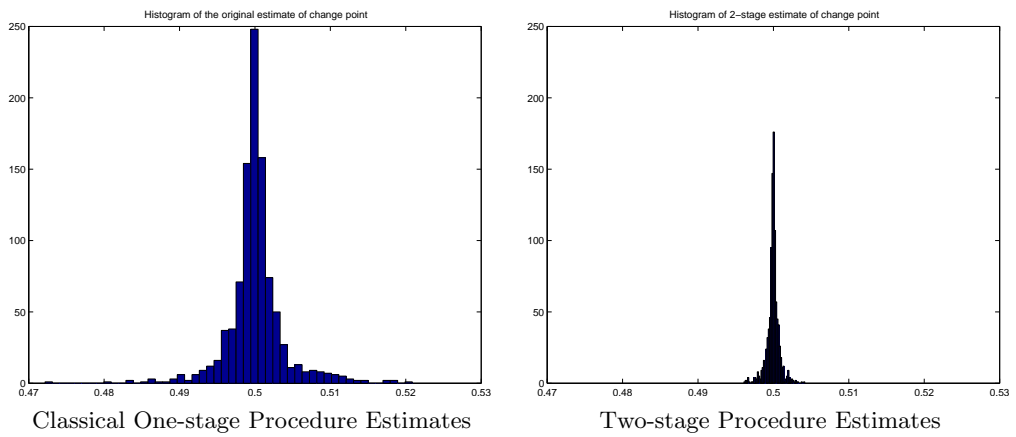 Histogram of the original estimate of change point
250
200
150
100
50
0
0.47 0.48 0.49 0.5 0.51 0.52 0.53
Classical One-stage Procedure Estimates
Histogram of 2−stage estimate of change point
250
200
150
100
50
0
0.47 0.48 0.49 0.5 0.51 0.52 0.53
Two-stage Procedure Estimates